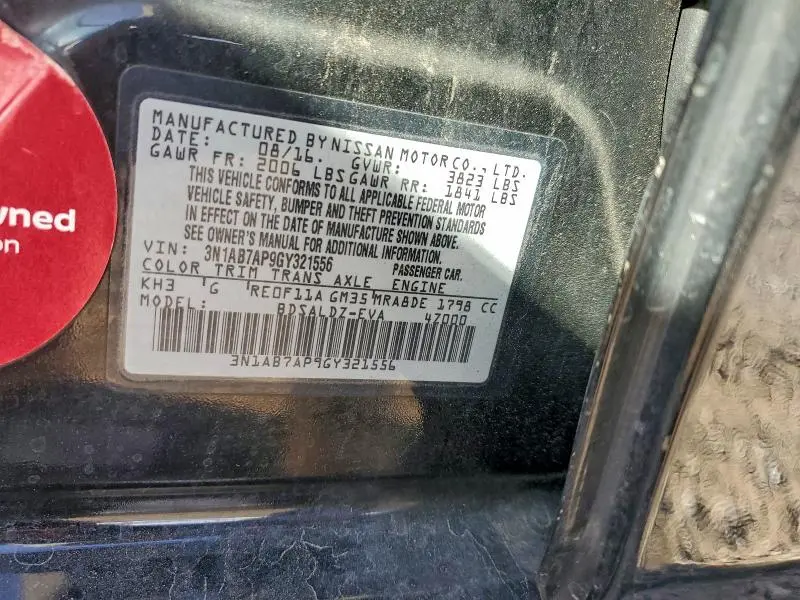 wned
on
MANUFACTURED BY NISSAN MOTOR CO., LTD.
DATE: 08/16. GVWR: 3823 LBS
GAWR FR: 2006 LBS GAWR RR: 1841 LBS
THIS VEHICLE CONFORMS TO ALL APPLICABLE FEDERAL MOTOR
VEHICLE SAFETY, BUMPER AND THEFT PREVENTION STANDARDS
IN EFFECT ON THE DATE OF MANUFACTURE SHOWN ABOVE.
SEE OWNER'S MANUAL FOR ADDITIONAL INFORMATION.
VIN: 3N1AB7AP9GY321556 PASSENGER CAR.
COLOR TRIM TRANS AXLE ENGINE
KH3 G RE0F11A GM35 MRA8DE 1798 CC
MODEL: BDSALDZ-EVA 47000
3N1AB7AP9GY321556